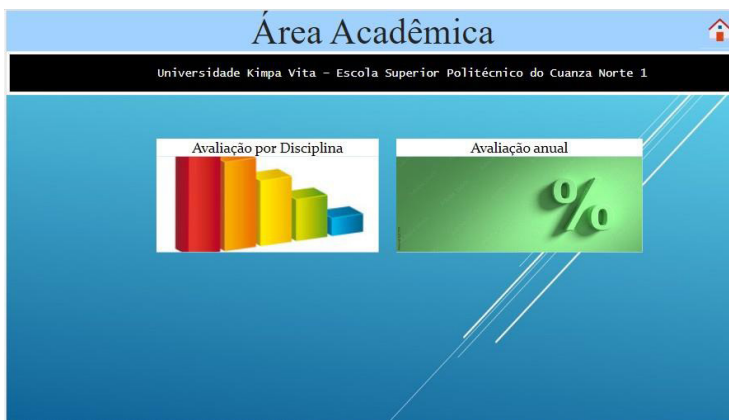 Área Acadêmica
Universidade Kimpa Vita – Escola Superior Politécnico do Cuanza Norte 1
Avaliação por Disciplina
Avaliação anual
%